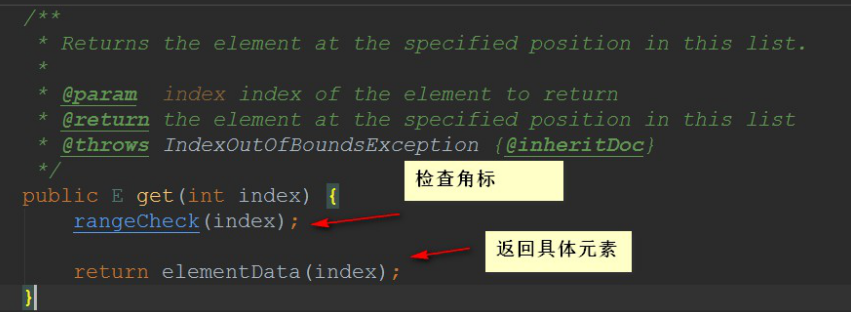 /**
* Returns the element at the specified position in this list.
*
* @param index index of the element to return
* @return the element at the specified position in this list
* @throws IndexOutOfBoundsException {@inheritDoc}
*/
检查角标
public E get(int index) {
rangeCheck(index);
返回具体元素
return elementData(index);
}